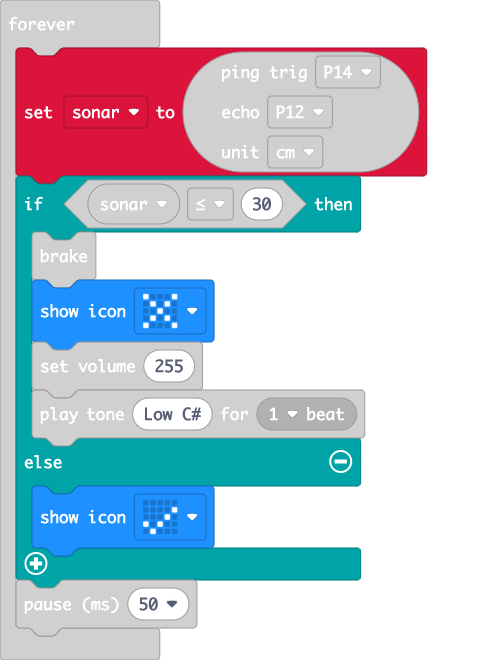 forever
ping trig P14
set sonar to echo P12
unit cm
if sonar ≤ 30 then
brake
show icon
set volume 255
play tone Low C# for 1 beat
else
show icon
pause (ms) 50